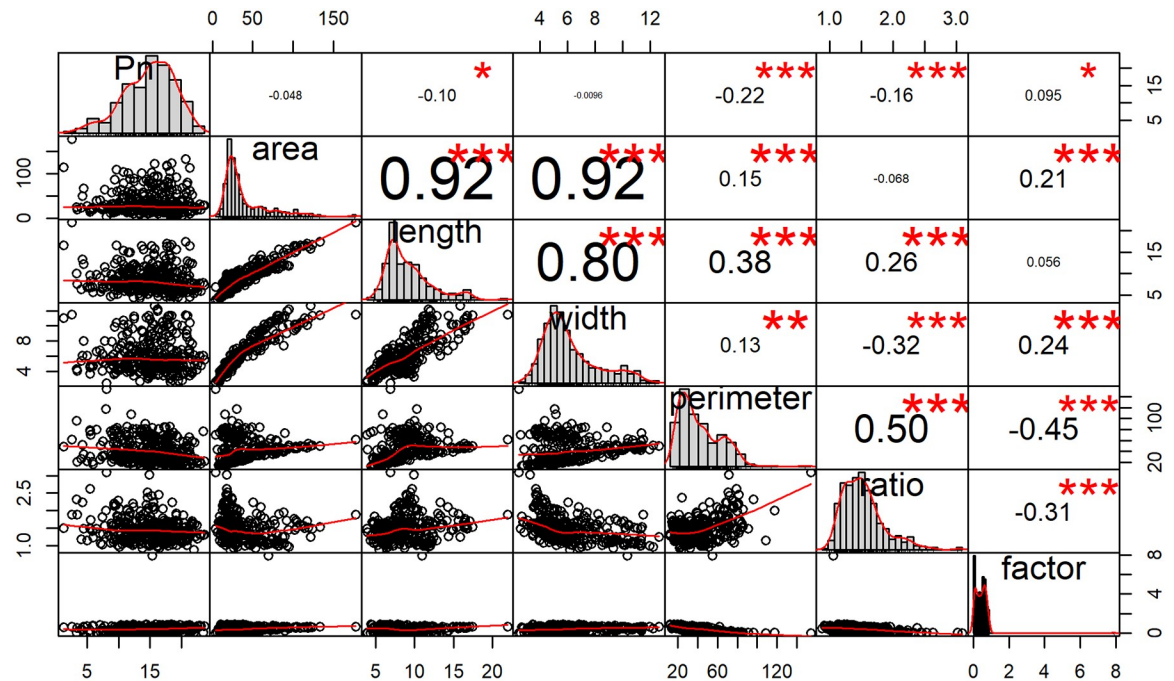 0 50 150 4 6 8 12 1.0 2.0 3.0
Pn * *** *** *
-0.048 -0.10 -0.0096 -0.22 -0.16 0.095 5 15
area *** *** *** ***
0 100 0.92 0.92 0.15 -0.068 0.21
length *** *** ***
0.80 0.38 0.26 0.056 5 15
width ** *** ***
4 8 0.13 -0.32 0.24
perimeter *** ***
0.50 -0.45 20 100
ratio ***
1.0 2.5 -0.31
factor 0 4 8
5 15 5 10 15 20 20 60 120 0 2 4 6 8